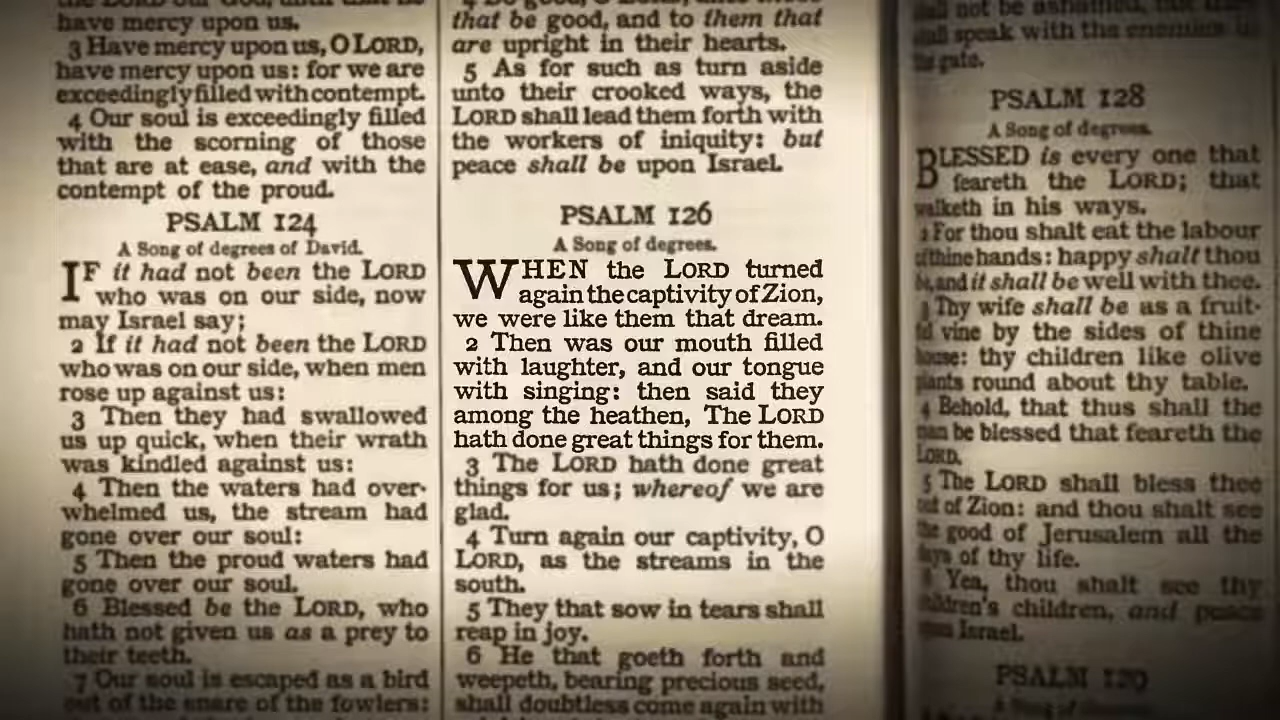 have mercy upon us.
3 Have mercy upon us, O LORD,
have mercy upon us: for we are
exceedingly filled with contempt.
4 Our soul is exceedingly filled
with the scorning of those
that are at ease, and with the
contempt of the proud.
PSALM 124
A Song of degrees of David.
IF it had not been the LORD
who was on our side, now
may Israel say;
2 If it had not been the LORD
who was on our side, when men
rose up against us:
3 Then they had swallowed
us up quick, when their wrath
was kindled against us:
4 Then the waters had over-
whelmed us, the stream had
gone over our soul:
5 Then the proud waters had
gone over our soul.
6 Blessed be the LORD, who
hath not given us as a prey to
their teeth.
7 Our soul is escaped as a bird
out of the snare of the fowlers:
that be good, and to them that
are upright in their hearts.
5 As for such as turn aside
unto their crooked ways, the
LORD shall lead them forth with
the workers of iniquity: but
peace shall be upon Israel.
PSALM 126
A Song of degrees.
WHEN the LORD turned
again the captivity of Zion,
we were like them that dream.
2 Then was our mouth filled
with laughter, and our tongue
with singing: then said they
among the heathen, The LORD
hath done great things for them.
3 The LORD hath done great
things for us; whereof we are
glad.
4 Turn again our captivity, O
LORD, as the streams in the
south.
5 They that sow in tears shall
reap in joy.
6 He that goeth forth and
weepeth, bearing precious seed,
shall doubtless come again with
shall not be ashamed, but they
shall speak with the enemies in
the gate.
PSALM 128
A Song of degrees.
BLESSED is every one that
feareth the LORD; that
walketh in his ways.
2 For thou shalt eat the labour
of thine hands: happy shalt thou
be, and it shall be well with thee.
3 Thy wife shall be as a fruit-
ful vine by the sides of thine
house: thy children like olive
plants round about thy table.
4 Behold, that thus shall the
man be blessed that feareth the
LORD.
5 The LORD shall bless thee
out of Zion: and thou shalt see
the good of Jerusalem all the
days of thy life.
6 Yea, thou shalt see thy
children's children, and peace
upon Israel.
PSALM 129